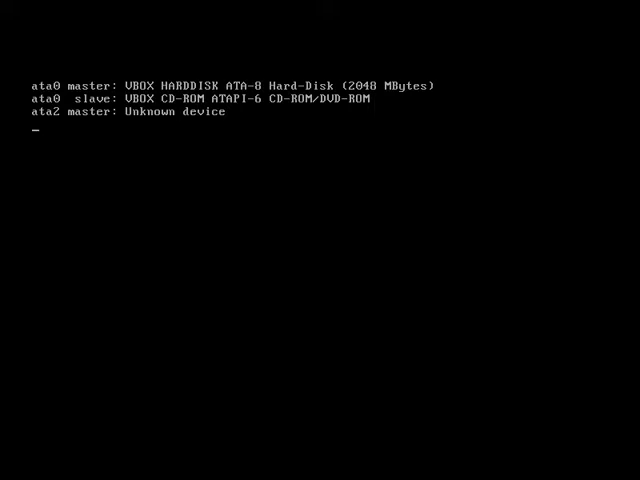 ata0 master: VBOX HARDDISK ATA-8 Hard-Disk (2048 MBytes)
ata0  slave: VBOX CD-ROM ATAPI-6 CD-ROM/DVD-ROM
ata2 master: Unknown device